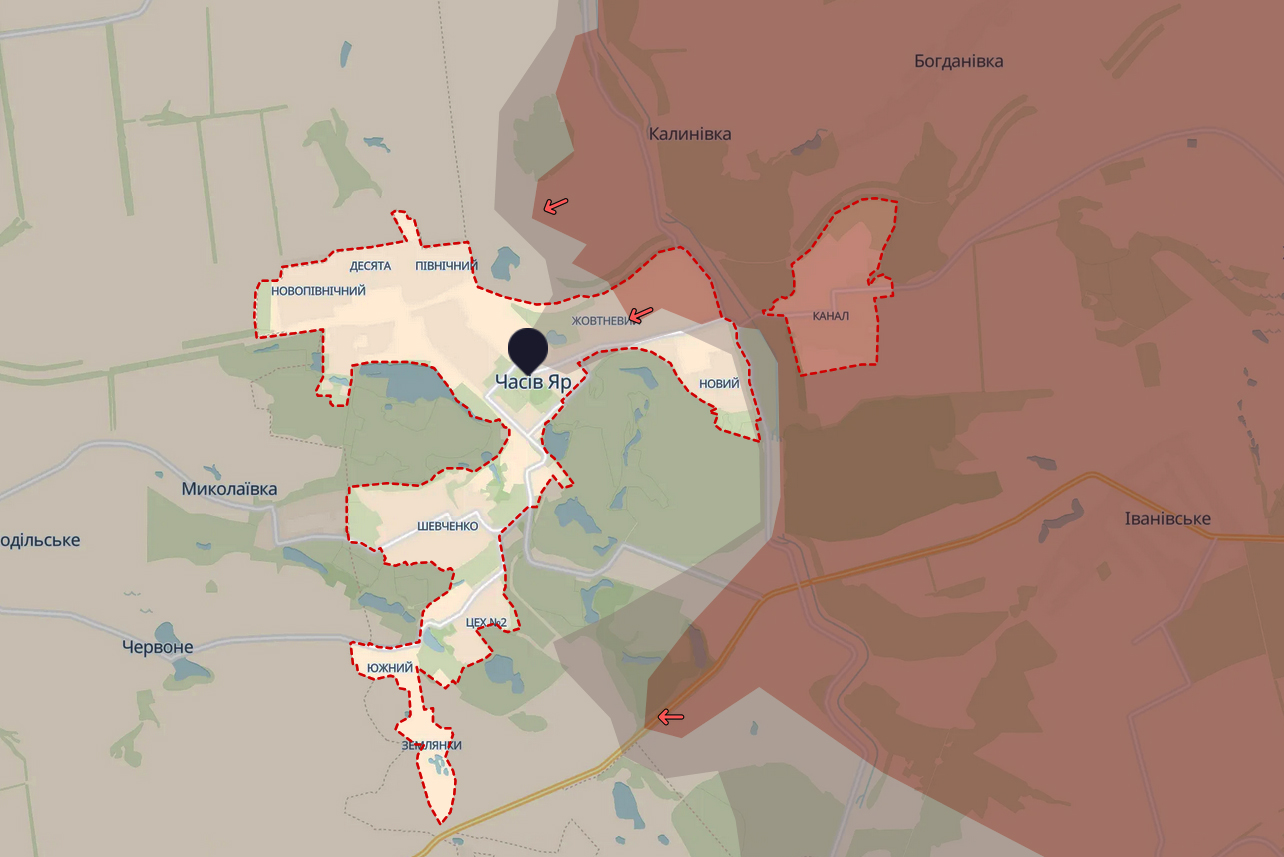 Богданівка
Калинівка
ДЕСЯТА
ПІВНІЧНИЙ
НОВОПІВНІЧНИЙ
ЖОВТНЕВИЙ
КАНАЛ
Часів Яр
НОВИЙ
Миколаївка
Іванівське
ШЕВЧЕНКО
одільське
ЦЕХ №2
Червоне
ЮЖНИЙ
ЗЕМЛЯНКИ